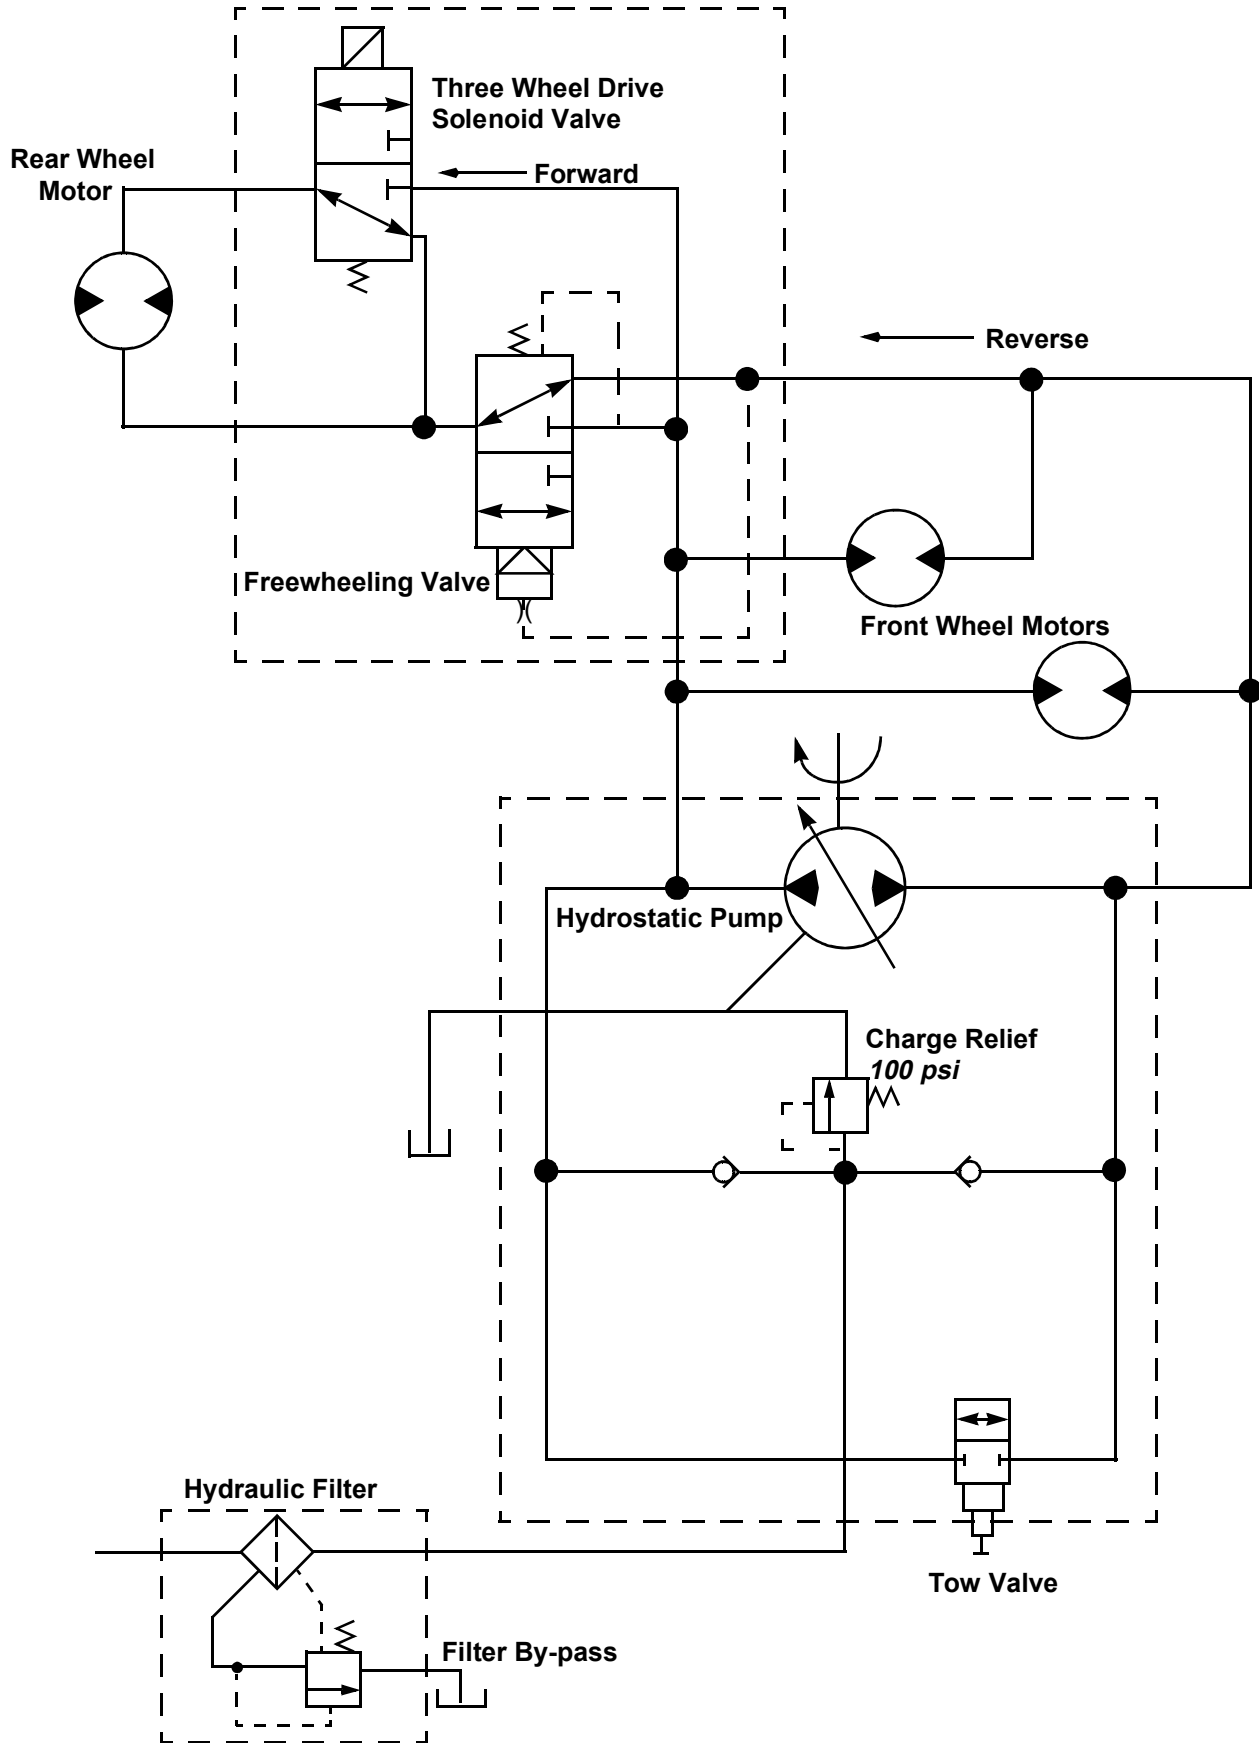 Three Wheel Drive
Solenoid Valve
Rear Wheel
Motor
Forward
Reverse
Freewheeling Valve
Front Wheel Motors
Hydrostatic Pump
Charge Relief
100 psi
Hydraulic Filter
Tow Valve
Filter By-pass